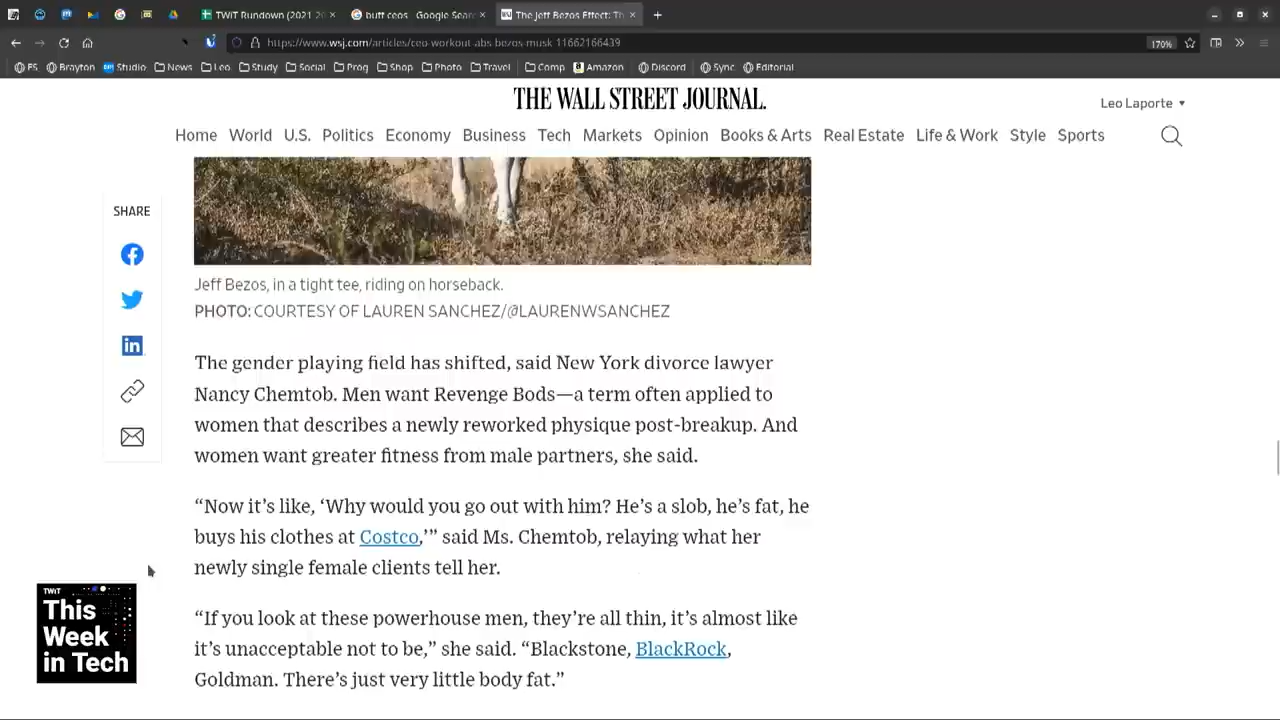 TWiT Rundown (2021 2
buff ceos - Google Sear
The Jeff Bezos Effect: Th
https://www.wsj.com/articles/ceo-workout-abs-bezos-musk-11662166439
170%
FS Brayton Studio News Leo Study Social Prog Shop Photo Travel Comp Amazon Discord Sync Editorial
THE WALL STREET JOURNAL.
Leo Laporte
Home World U.S. Politics Economy Business Tech Markets Opinion Books & Arts Real Estate Life & Work Style Sports
SHARE
Jeff Bezos, in a tight tee, riding on horseback.
PHOTO: COURTESY OF LAUREN SANCHEZ/@LAURENWSANCHEZ
The gender playing field has shifted, said New York divorce lawyer
Nancy Chemtob. Men want Revenge Bods—a term often applied to
women that describes a newly reworked physique post-breakup. And
women want greater fitness from male partners, she said.
“Now it’s like, ‘Why would you go out with him? He’s a slob, he’s fat, he
buys his clothes at Costco,’” said Ms. Chemtob, relaying what her
newly single female clients tell her.
“If you look at these powerhouse men, they’re all thin, it’s almost like
it’s unacceptable not to be,” she said. “Blackstone, BlackRock,
Goldman. There’s just very little body fat.”
TWiT
This
Week
in Tech